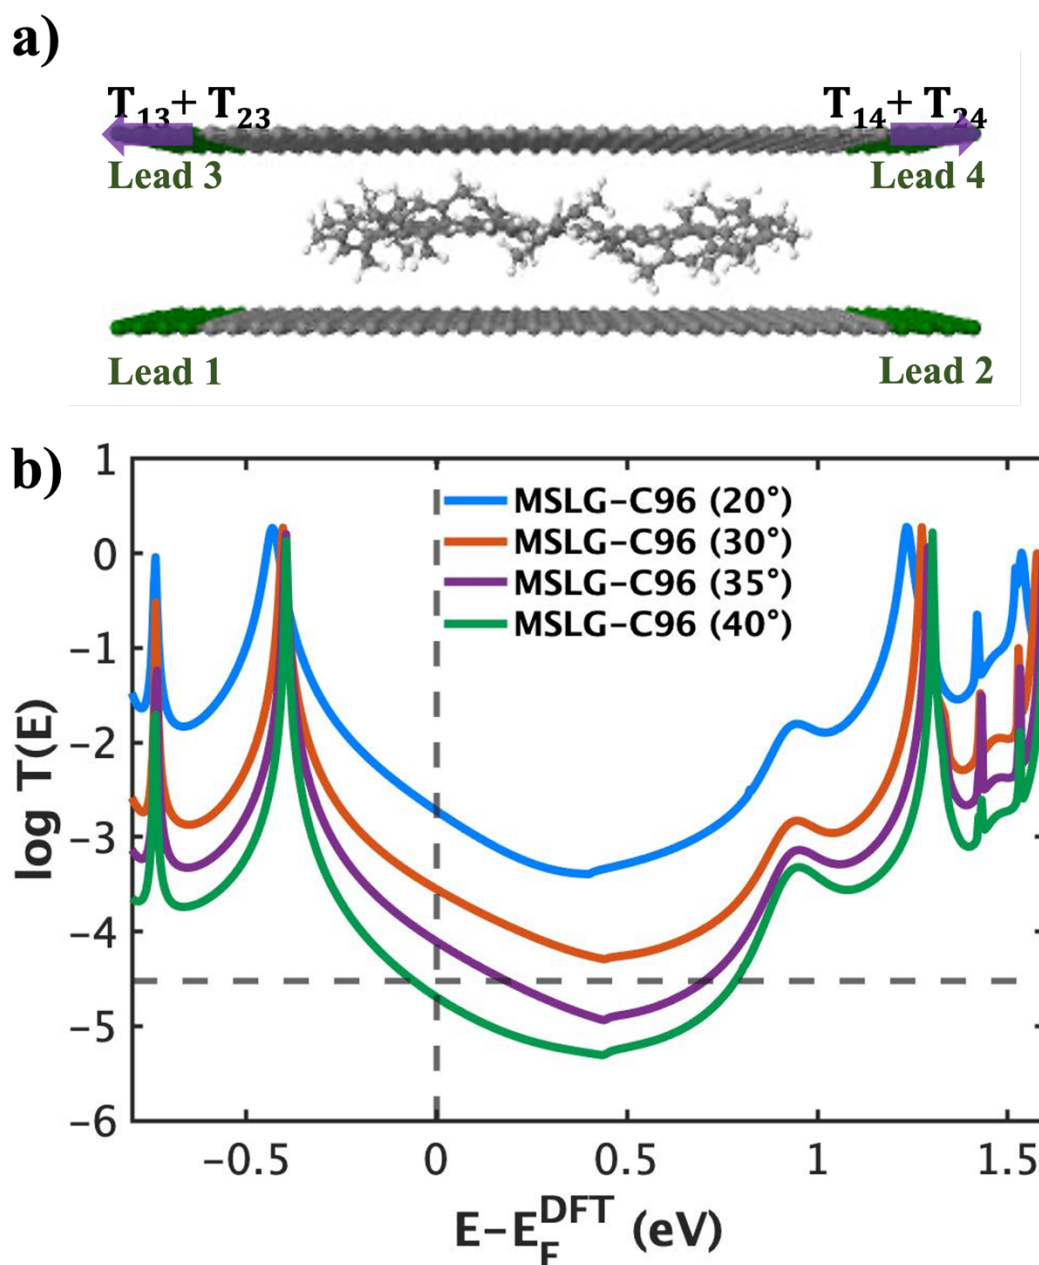 a)
T13+ T23
T14+ T24
Lead 3
Lead 4
Lead 1
Lead 2
b)
1
0
−1
−2
−3
−4
−5
−6
log T(E)
MSLG−C96 (20°)
MSLG−C96 (30°)
MSLG−C96 (35°)
MSLG−C96 (40°)
−0.5
0
0.5
1
1.5
E−E_F^DFT (eV)